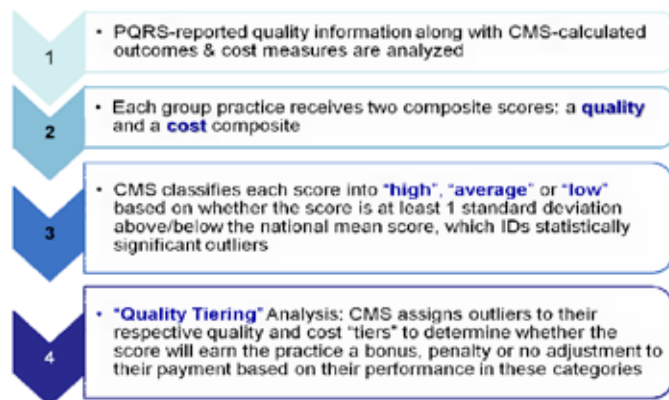 1
• PQRS-reported quality information along with CMS-calculated
outcomes & cost measures are analyzed
2
• Each group practice receives two composite scores: a quality
and a cost composite
3
• CMS classifies each score into "high", "average" or "low"
based on whether the score is at least 1 standard deviation
above/below the national mean score, which IDs statistically
significant outliers
4
• "Quality Tiering" Analysis: CMS assigns outliers to their
respective quality and cost "tiers" to determine whether the
score will earn the practice a bonus, penalty or no adjustment to
their payment based on their performance in these categories